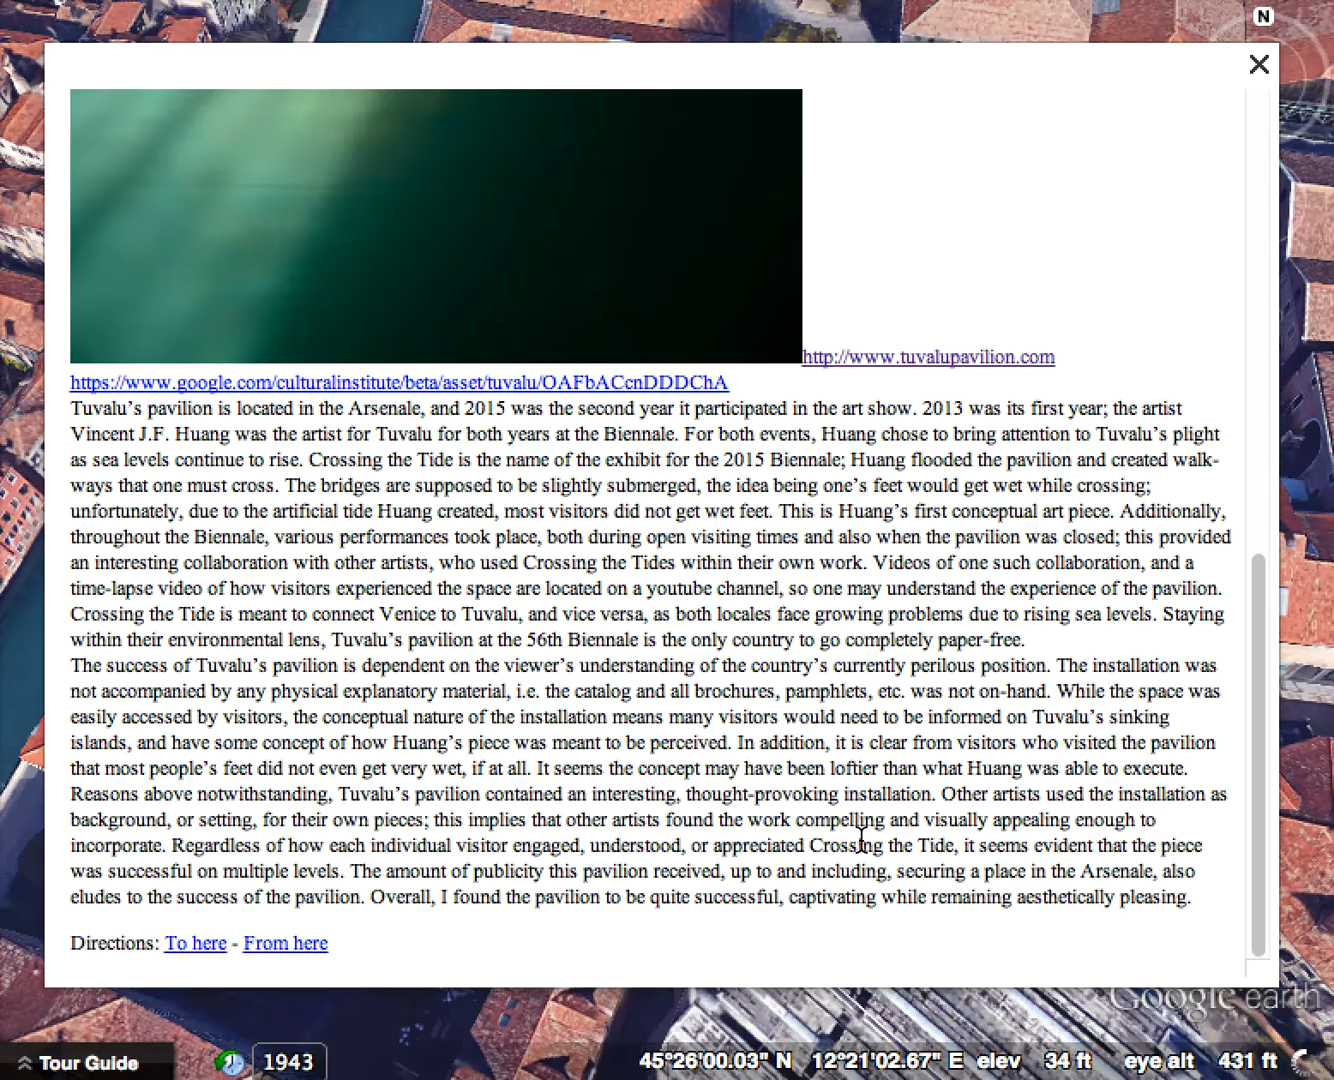 N
http://www.tuvalupavilion.com
https://www.google.com/culturalinstitute/beta/asset/tuvalu/OAFbACcnDDDChA
Tuvalu’s pavilion is located in the Arsenale, and 2015 was the second year it participated in the art show. 2013 was its first year; the artist
Vincent J.F. Huang was the artist for Tuvalu for both years at the Biennale. For both events, Huang chose to bring attention to Tuvalu’s plight
as sea levels continue to rise. Crossing the Tide is the name of the exhibit for the 2015 Biennale; Huang flooded the pavilion and created walk-
ways that one must cross. The bridges are supposed to be slightly submerged, the idea being one’s feet would get wet while crossing;
unfortunately, due to the artificial tide Huang created, most visitors did not get wet feet. This is Huang’s first conceptual art piece. Additionally,
throughout the Biennale, various performances took place, both during open visiting times and also when the pavilion was closed; this provided
an interesting collaboration with other artists, who used Crossing the Tides within their own work. Videos of one such collaboration, and a
time-lapse video of how visitors experienced the space are located on a youtube channel, so one may understand the experience of the pavilion.
Crossing the Tide is meant to connect Venice to Tuvalu, and vice versa, as both locales face growing problems due to rising sea levels. Staying
within their environmental lens, Tuvalu’s pavilion at the 56th Biennale is the only country to go completely paper-free.
The success of Tuvalu’s pavilion is dependent on the viewer’s understanding of the country’s currently perilous position. The installation was
not accompanied by any physical explanatory material, i.e. the catalog and all brochures, pamphlets, etc. was not on-hand. While the space was
easily accessed by visitors, the conceptual nature of the installation means many visitors would need to be informed on Tuvalu’s sinking
islands, and have some concept of how Huang’s piece was meant to be perceived. In addition, it is clear from visitors who visited the pavilion
that most people’s feet did not even get very wet, if at all. It seems the concept may have been loftier than what Huang was able to execute.
Reasons above notwithstanding, Tuvalu’s pavilion contained an interesting, thought-provoking installation. Other artists used the installation as
background, or setting, for their own pieces; this implies that other artists found the work compelling and visually appealing enough to
incorporate. Regardless of how each individual visitor engaged, understood, or appreciated Crossing the Tide, it seems evident that the piece
was successful on multiple levels. The amount of publicity this pavilion received, up to and including, securing a place in the Arsenale, also
eludes to the success of the pavilion. Overall, I found the pavilion to be quite successful, captivating while remaining aesthetically pleasing.
Directions: To here - From here
Google earth
Tour Guide 1943 45°26'00.03" N 12°21'02.67" E elev 34 ft eye alt 431 ft